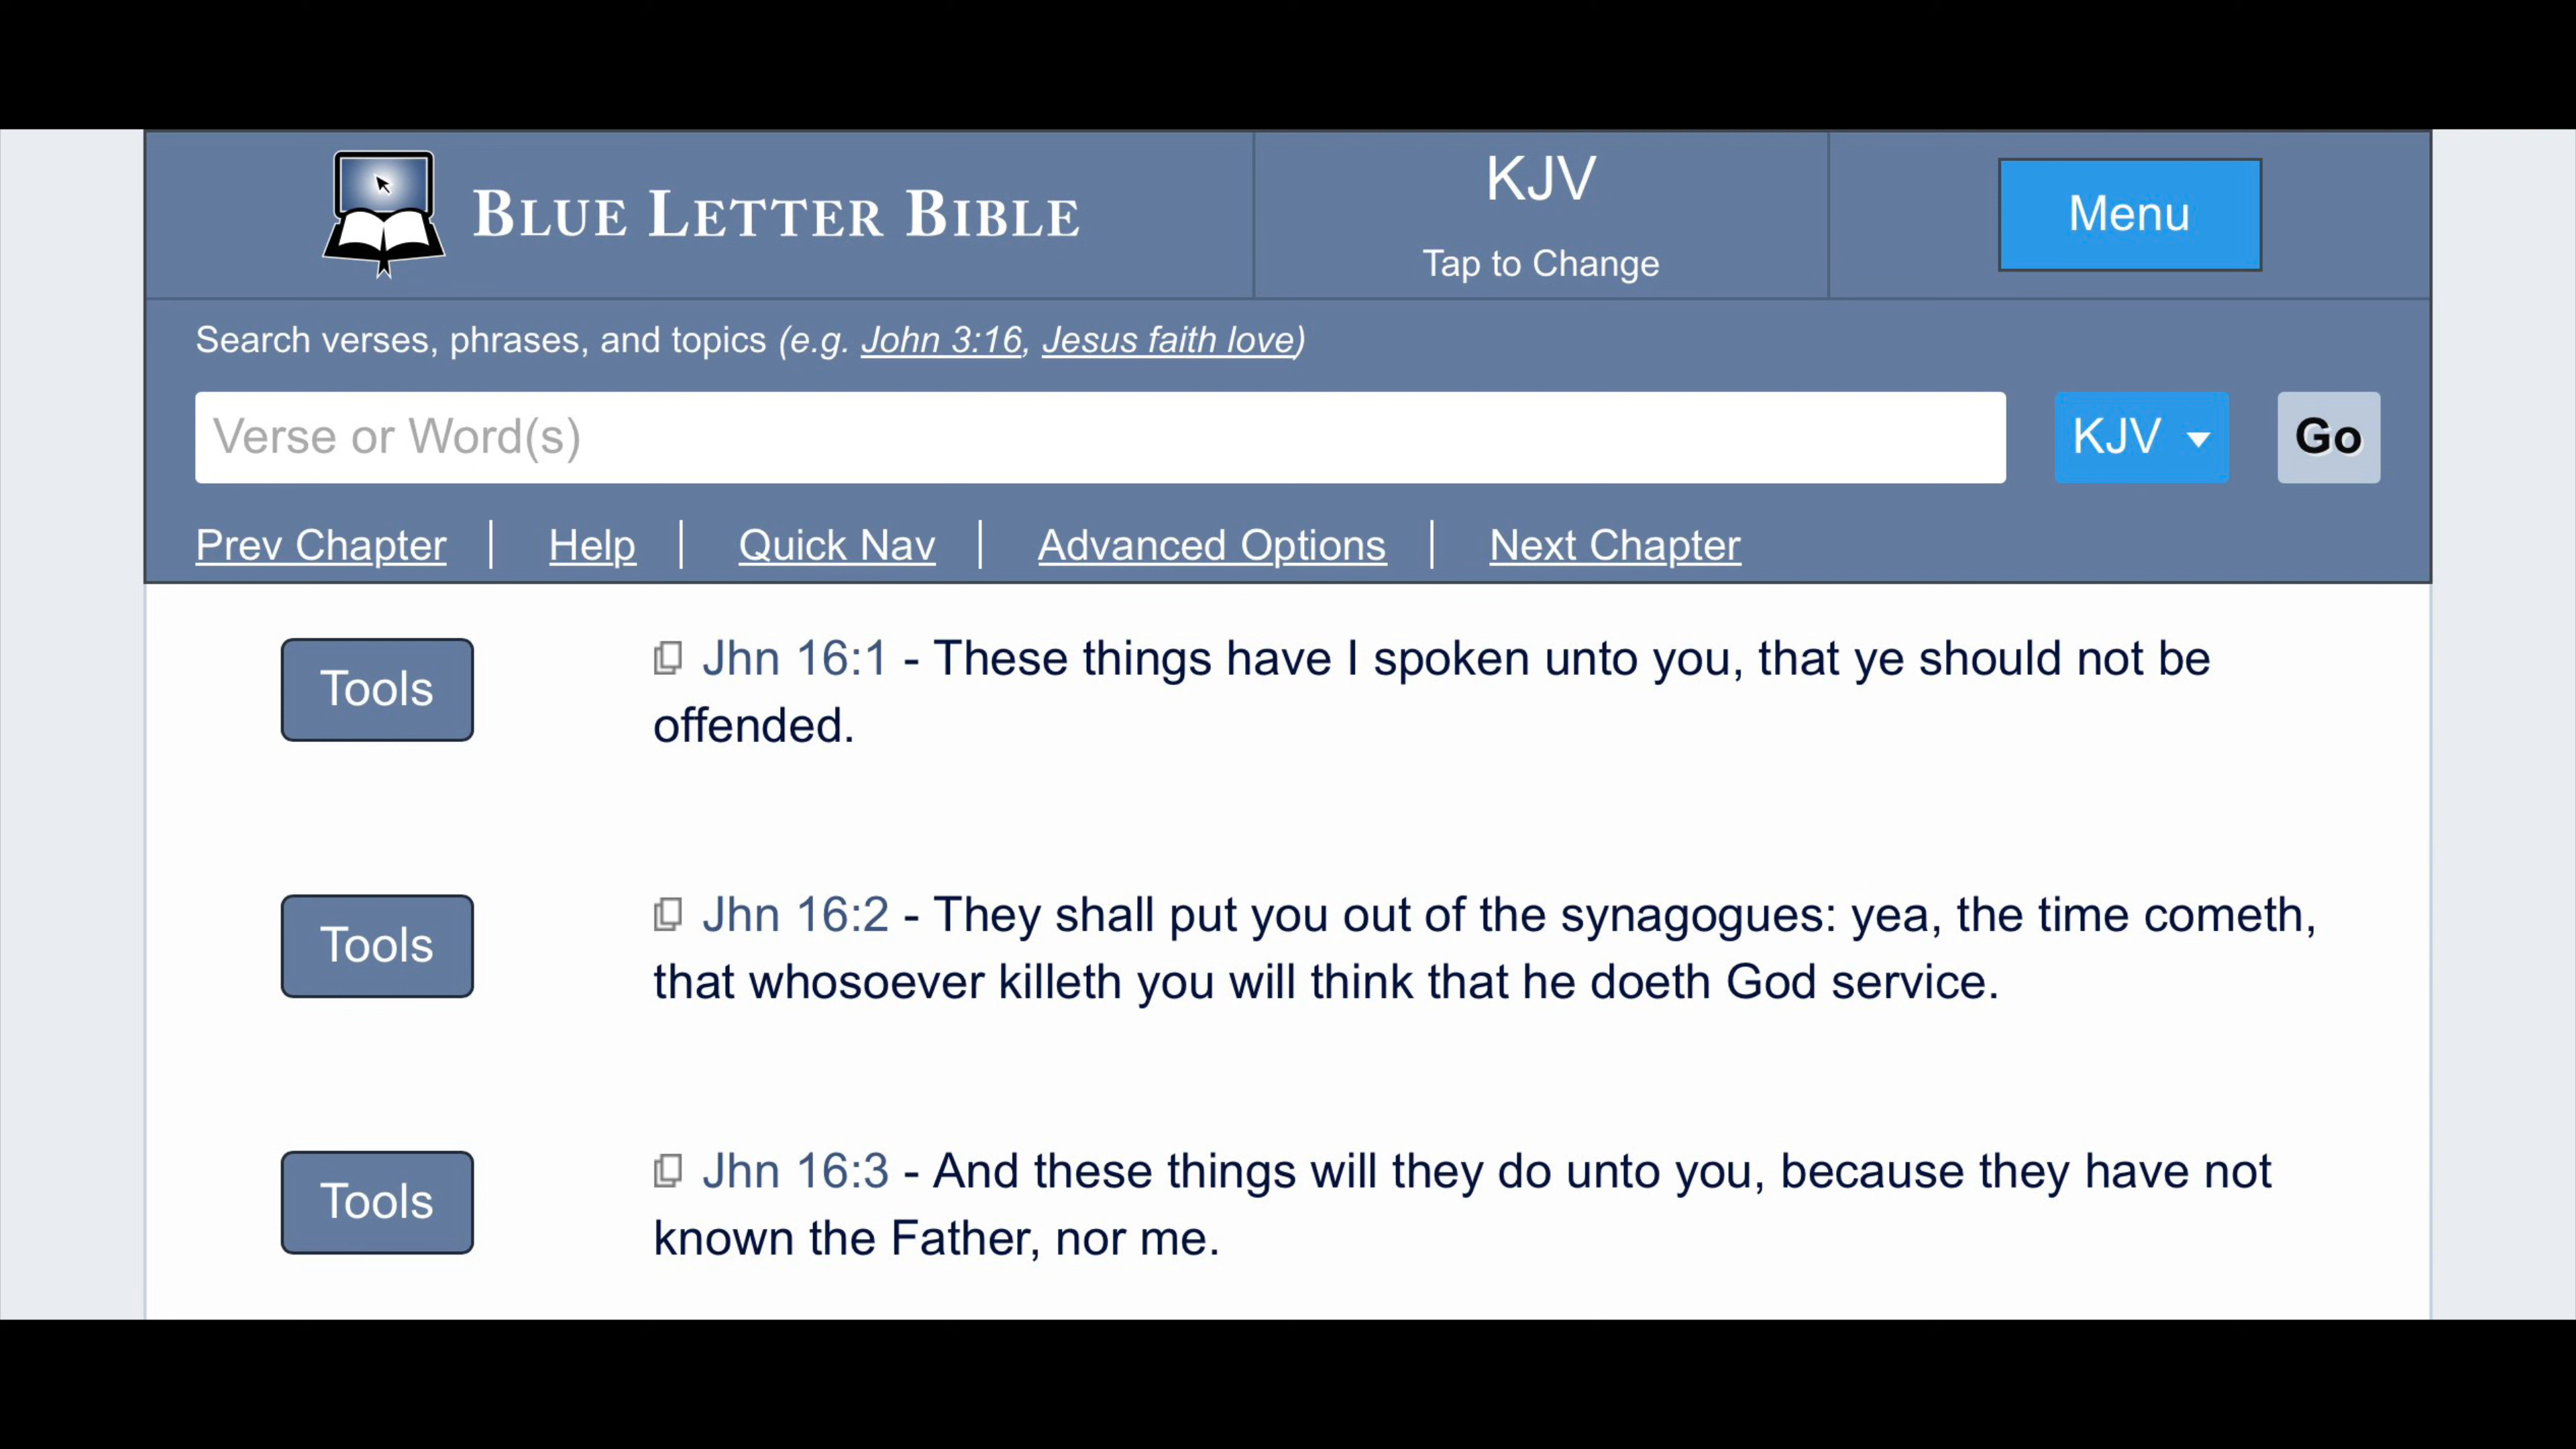 BLUE LETTER BIBLE
KJV
Tap to Change
Menu
Search verses, phrases, and topics (e.g. John 3:16, Jesus faith love)
Verse or Word(s)
KJV
Go
Prev Chapter | Help | Quick Nav | Advanced Options | Next Chapter
Tools
Jhn 16:1 - These things have I spoken unto you, that ye should not be
offended.
Tools
Jhn 16:2 - They shall put you out of the synagogues: yea, the time cometh,
that whosoever killeth you will think that he doeth God service.
Tools
Jhn 16:3 - And these things will they do unto you, because they have not
known the Father, nor me.